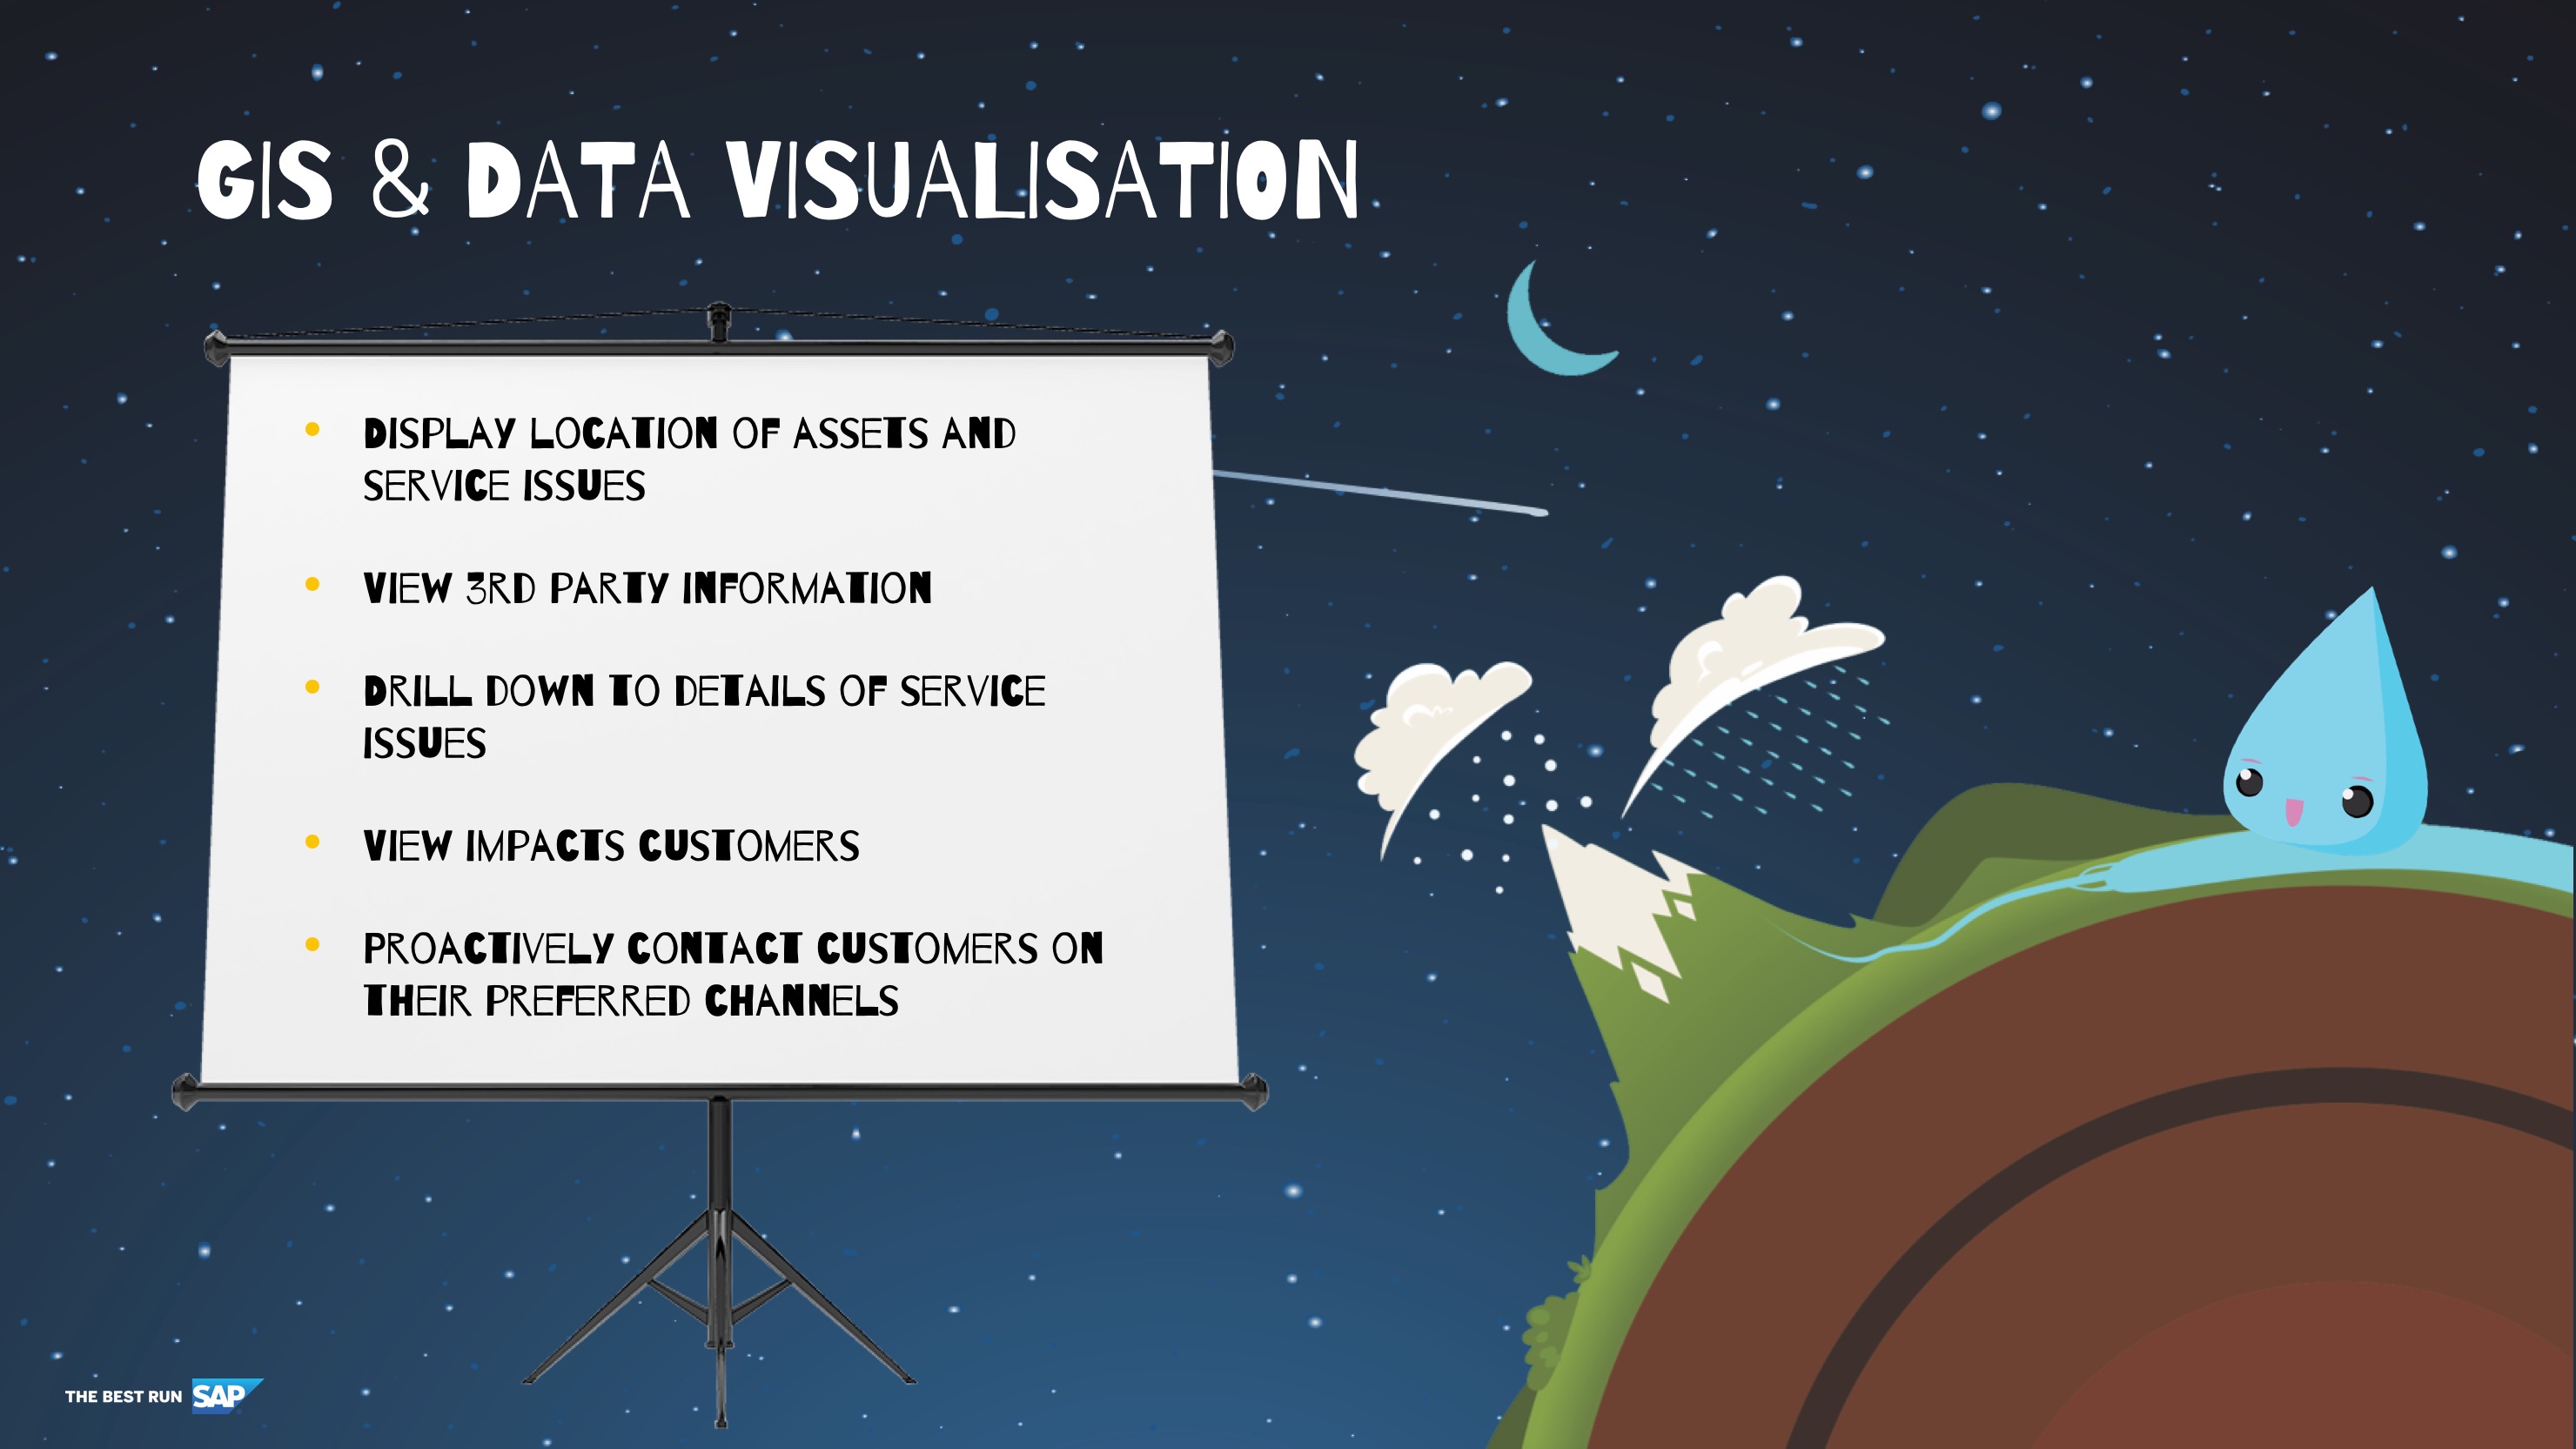 GIS & DATA VISUALISATION
DISPLAY LOCATION OF ASSETS AND
SERVICE ISSUES
VIEW 3RD PARTY INFORMATION
DRILL DOWN TO DETAILS OF SERVICE
ISSUES
VIEW IMPACTS CUSTOMERS
PROACTIVELY CONTACT CUSTOMERS ON
THEIR PREFERRED CHANNELS
THE BEST RUN SAP